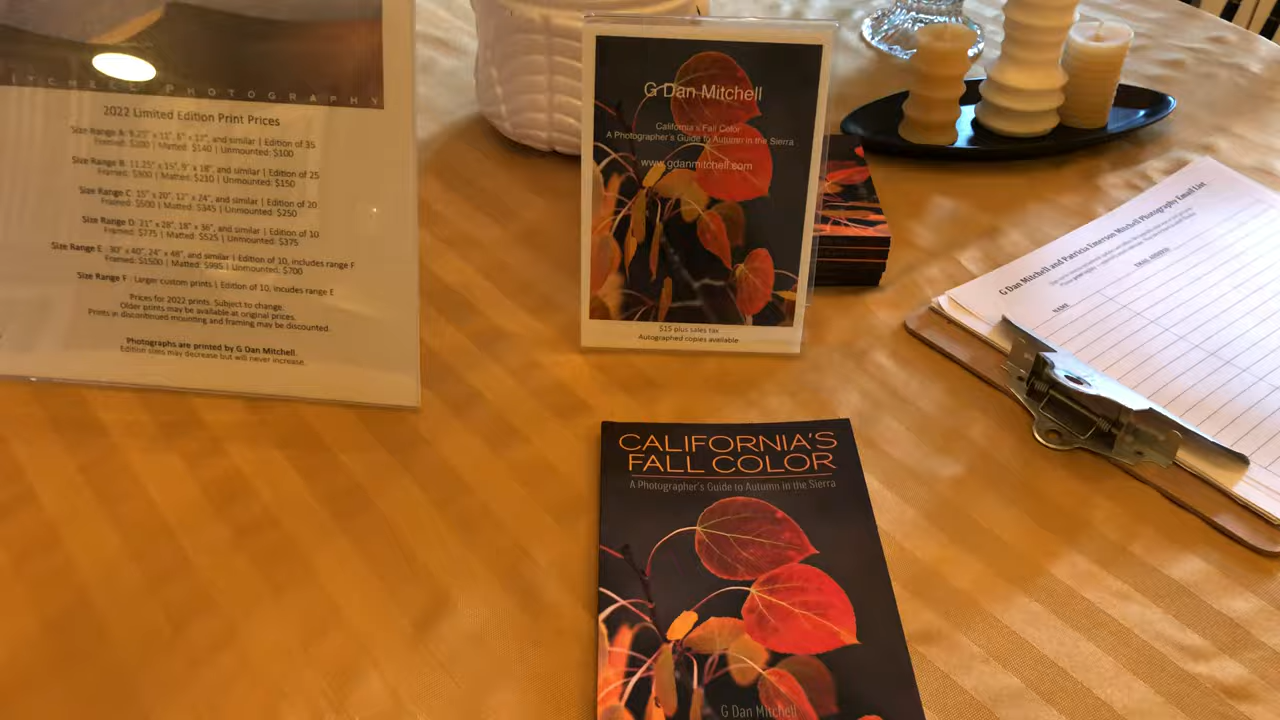 ITCHELL PHOTOGRAPHY
2022 Limited Edition Print Prices
Size Range A: 8.25" x 11", 6" x 12", and similar | Edition of 35
Framed: $200 | Matted: $140 | Unmounted: $100
Size Range B: 11.25" x 15", 9" x 18", and similar | Edition of 25
Framed: $300 | Matted: $210 | Unmounted: $150
Size Range C: 15" x 20", 12" x 24", and similar | Edition of 20
Framed: $500 | Matted: $345 | Unmounted: $250
Size Range D: 21" x 28", 18" x 36", and similar | Edition of 10
Framed: $775 | Matted: $525 | Unmounted: $375
Size Range E - 30" x 40", 24" x 48", and similar | Edition of 10, includes range F
Framed: $1500 | Matted: $995 | Unmounted: $700
Size Range F - Larger custom prints | Edition of 10, includes range E
Prices for 2022 prints. Subject to change.
Older prints may be available at original prices.
Prints in discontinued mounting and framing may be discounted.
Photographs are printed by G Dan Mitchell.
Edition sizes may decrease but will never increase.
G Dan Mitchell
California's Fall Color
A Photographer's Guide to Autumn in the Sierra
www.gdanmitchell.com
$15 plus sales tax
Autographed copies available
G Dan Mitchell and Patricia Emerson Mitchell Photography Email List
NAME
EMAIL ADDRESS
CALIFORNIA'S
FALL COLOR
A Photographer's Guide to Autumn in the Sierra
G Dan Mitchell